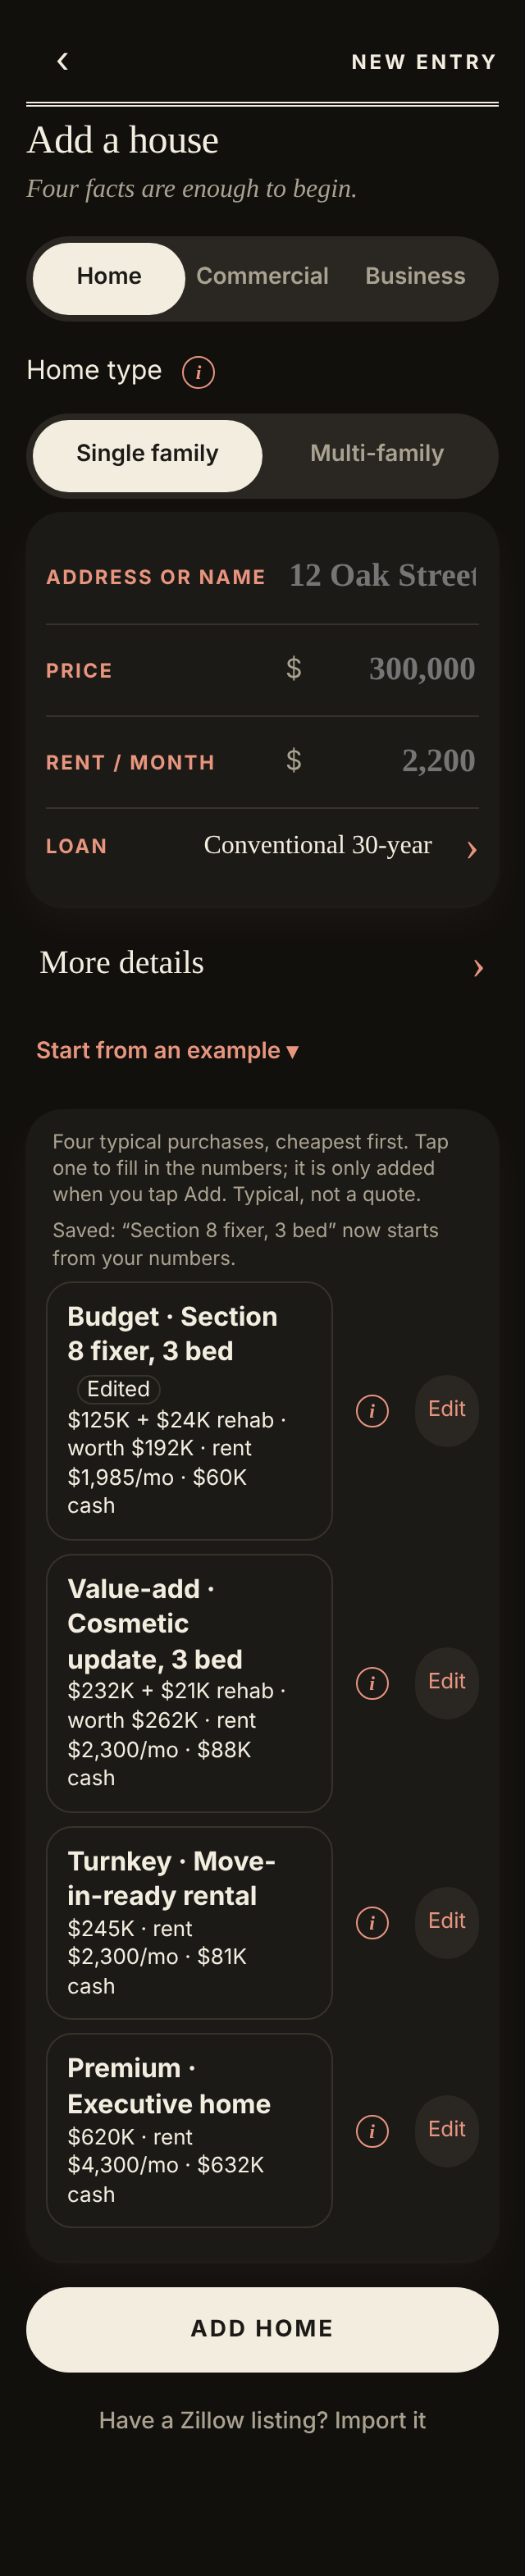 ‹ NEW ENTRY
Add a house
Four facts are enough to begin.
Home Commercial Business
Home type i
Single family Multi-family
ADDRESS OR NAME 12 Oak Street
PRICE $ 300,000
RENT / MONTH $ 2,200
LOAN Conventional 30-year ›
More details ›
Start from an example ▾
Four typical purchases, cheapest first. Tap
one to fill in the numbers; it is only added
when you tap Add. Typical, not a quote.
Saved: “Section 8 fixer, 3 bed” now starts
from your numbers.
Budget · Section
8 fixer, 3 bed
Edited
$125K + $24K rehab ·
worth $192K · rent
$1,985/mo · $60K
cash
i Edit
Value-add ·
Cosmetic
update, 3 bed
$232K + $21K rehab ·
worth $262K · rent
$2,300/mo · $88K
cash
i Edit
Turnkey · Move-
in-ready rental
$245K · rent
$2,300/mo · $81K
cash
i Edit
Premium ·
Executive home
$620K · rent
$4,300/mo · $632K
cash
i Edit
ADD HOME
Have a Zillow listing? Import it